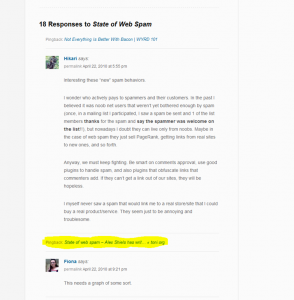 18 Responses to State of Web Spam
Pingback: Not Everything is Better With Bacon | WYRD 101
Hikari says:
permalink April 22, 2010 at 5:55 pm
Interesting these "new" spam behaviors
I wonder who actively pays to spammers and their customers. In the past I
believed it was noob net users that weren't yet bothered enough by spam
(once, in a mailing list I participated, I saw a spam be sent and 1 of the list
members thanks for the spam and say the spammer was welcome on
the list!!), but nowadays I doubt they can live only from noobs. Maybe in
the case of web spam they just sell PageRank, getting links from real sites
to new ones, and so forth
Anyway, we must keep fighting. Be smart on comments approval, use good
plugins to handle spam, and also plugins that obfuscate links that
commenters add. If they can't get a link out of our sites, they will be
hopeless.
I myself never saw a spam that would link me to a real store/site that I could
buy a real product/service. They seem just to be annoying and
troublesome.
Pingback: State of web spam – Alex Shiels has sent ... « torn wp
Fiona says:
permalink April 22, 2010 at 6:21 pm
This needs a graph of some sort.